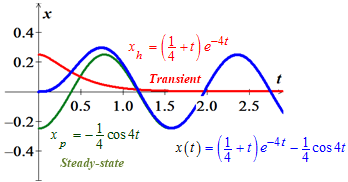 x
x_h = (1/4 + t) e^{-4t}
0.4
0.2
Transient
t
0.5 1.0 1.5 2.0 2.5
-0.2
x_p = -1/4 cos 4t
x(t) = (1/4 + t) e^{-4t} - 1/4 cos 4t
-0.4
Steady-state